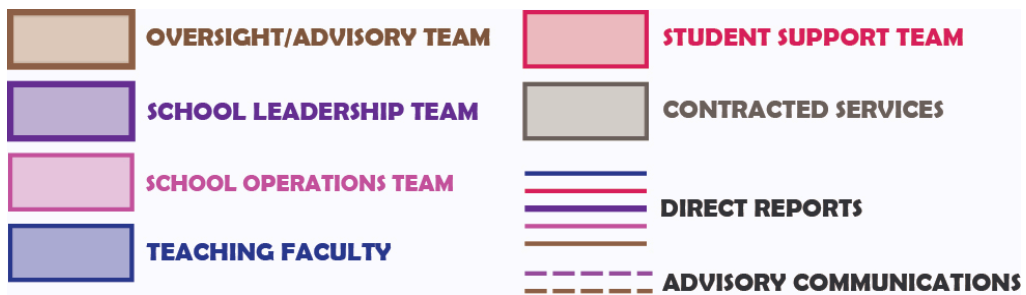 OVERSIGHT/ADVISORY TEAM
SCHOOL LEADERSHIP TEAM
SCHOOL OPERATIONS TEAM
TEACHING FACULTY
STUDENT SUPPORT TEAM
CONTRACTED SERVICES
DIRECT REPORTS
ADVISORY COMMUNICATIONS